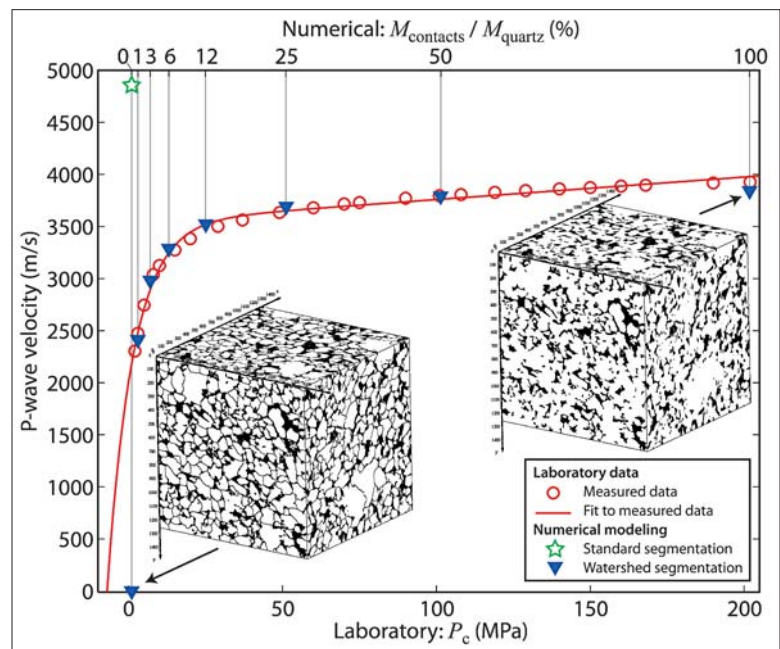 Numerical: M contacts / M quartz (%)
0 1 3 6 12 25 50 100
5000
4500
4000
3500
3000
2500
2000
1500
1000
500
0
P-wave velocity (m/s)
Laboratory data
Measured data
Fit to measured data
Numerical modeling
Standard segmentation
Watershed segmentation
0 50 100 150 200
Laboratory: Pc (MPa)